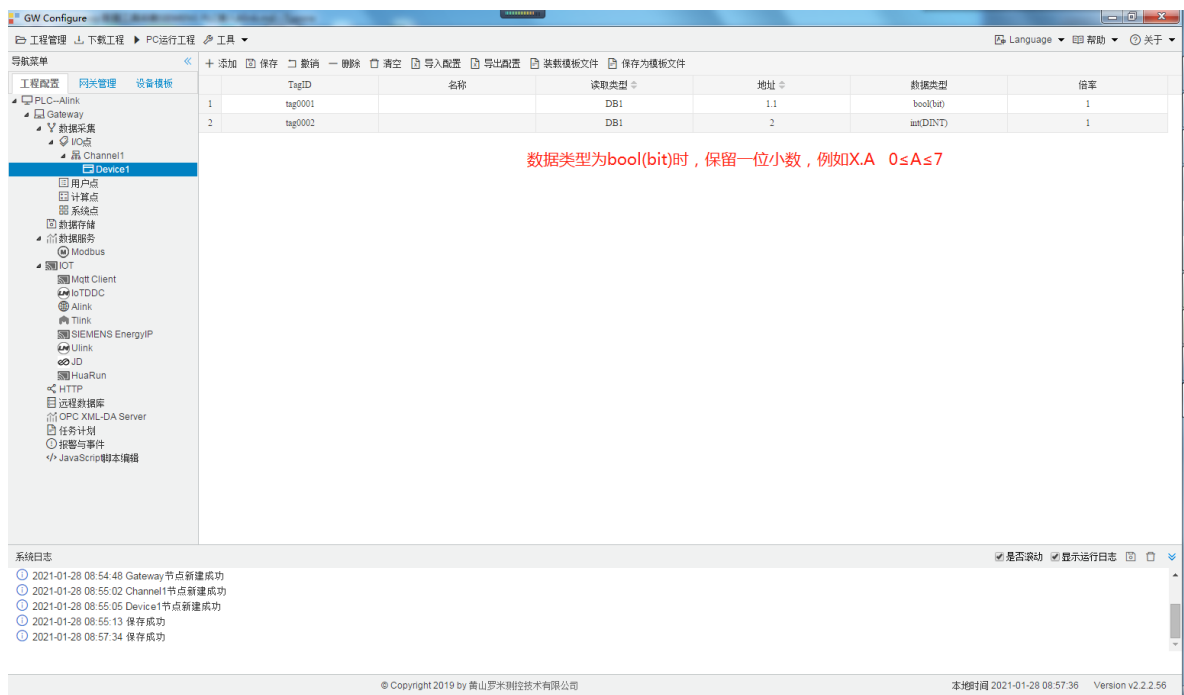 GW Configure
工程管理 下载工程 PC运行工程 工具 Language 帮助 关于
导航菜单
添加 保存 撤销 删除 清空 导入配置 导出配置 装载模板文件 保存为模板文件
工程配置 网关管理 设备模板
TagID 名称 读取类型 地址 数据类型 倍率
1 tag0001 DB1 1.1 bool(bit) 1
2 tag0002 DB1 2 int(DINT) 1
数据类型为bool(bit)时，保留一位小数，例如X.A 0≤A≤7
PLC--Alink
Gateway
数据采集
I/O点
Channel1
Device1
用户点
计算点
系统点
数据存储
数据服务
Modbus
IOT
Mqtt Client
IoTDDC
Alink
Tlink
SIEMENS EnergyIP
Ulink
JD
HuaRun
HTTP
远程数据库
OPC XML-DA Server
任务计划
报警与事件
JavaScript脚本编辑
系统日志 是否滚动 显示运行日志
2021-01-28 08:54:48 Gateway节点新建成功
2021-01-28 08:55:02 Channel1节点新建成功
2021-01-28 08:55:05 Device1节点新建成功
2021-01-28 08:55:13 保存成功
2021-01-28 08:57:34 保存成功
© Copyright 2019 by 黄山罗米测控技术有限公司 本地时间 2021-01-28 08:57:36 Version v2.2.2.56